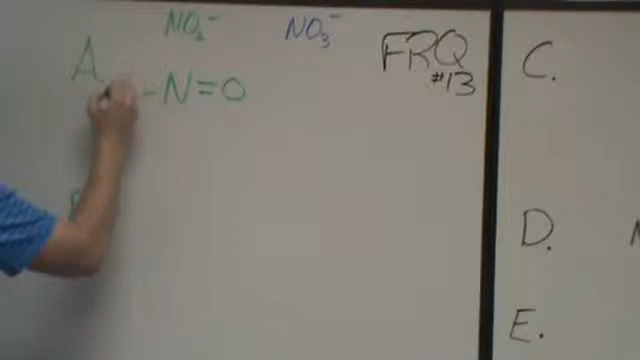 NO₂⁻ NO₃⁻
FRQ
#13
A
-N=O
C.
D.
E.